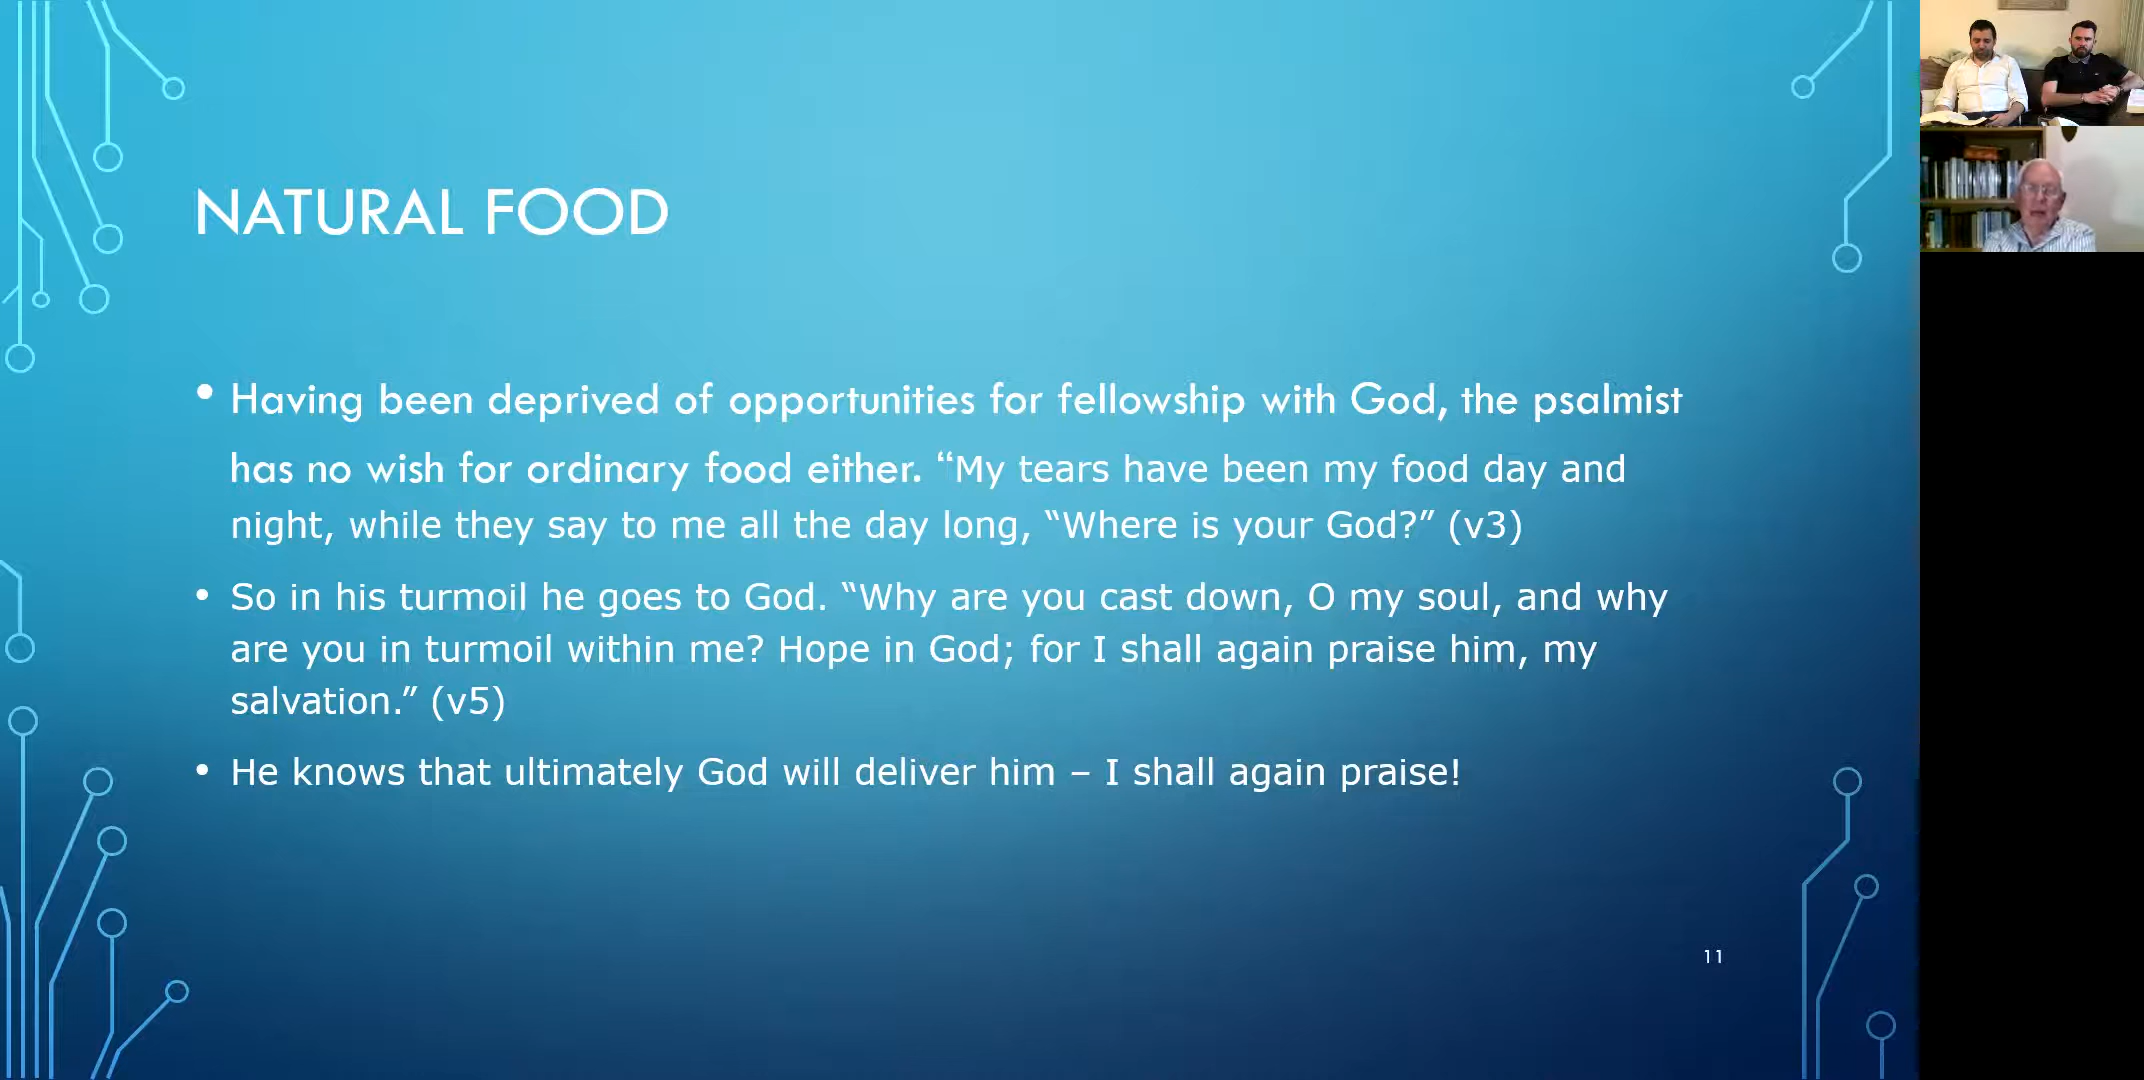 NATURAL FOOD
• Having been deprived of opportunities for fellowship with God, the psalmist
has no wish for ordinary food either. “My tears have been my food day and
night, while they say to me all the day long, “Where is your God?” (v3)
• So in his turmoil he goes to God. “Why are you cast down, O my soul, and why
are you in turmoil within me? Hope in God; for I shall again praise him, my
salvation.” (v5)
• He knows that ultimately God will deliver him – I shall again praise!
11